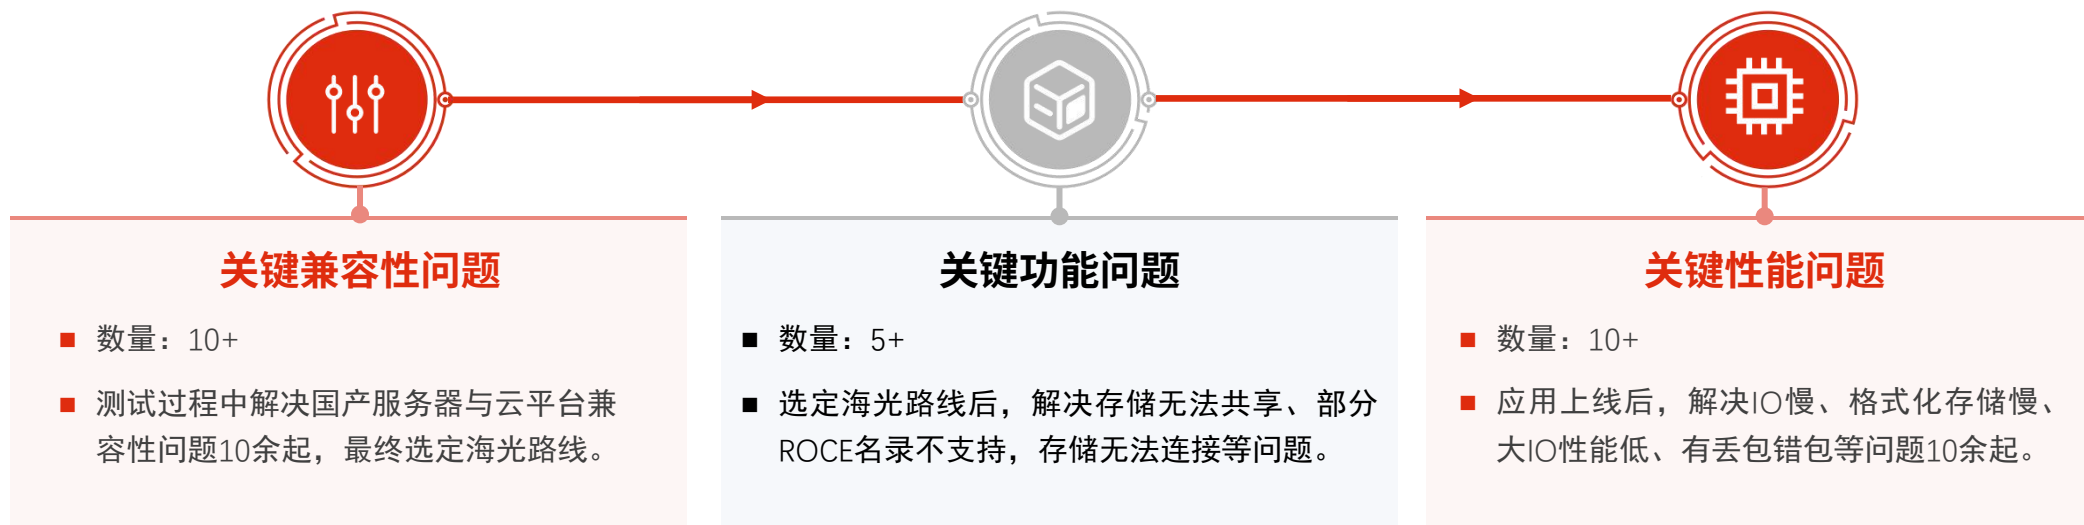 关键兼容性问题
数量：10+
测试过程中解决国产服务器与云平台兼
容性问题10余起，最终选定海光路线。
关键功能问题
数量：5+
选定海光路线后，解决存储无法共享、部分
ROCE名录不支持，存储无法连接等问题。
关键性能问题
数量：10+
应用上线后，解决IO慢、格式化存储慢、
大IO性能低、有丢包错包等问题10余起。